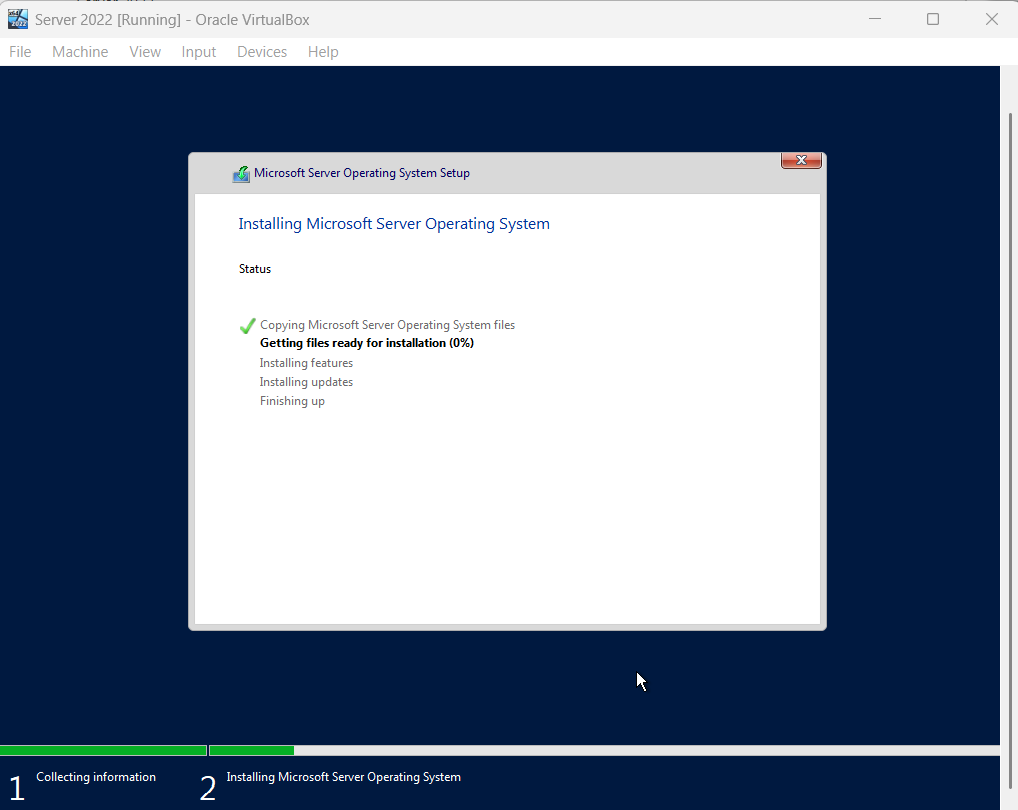 Server 2022 [Running] - Oracle VirtualBox
File Machine View Input Devices Help
Microsoft Server Operating System Setup
Installing Microsoft Server Operating System
Status
Copying Microsoft Server Operating System files
Getting files ready for installation (0%)
Installing features
Installing updates
Finishing up
1 Collecting information 2 Installing Microsoft Server Operating System